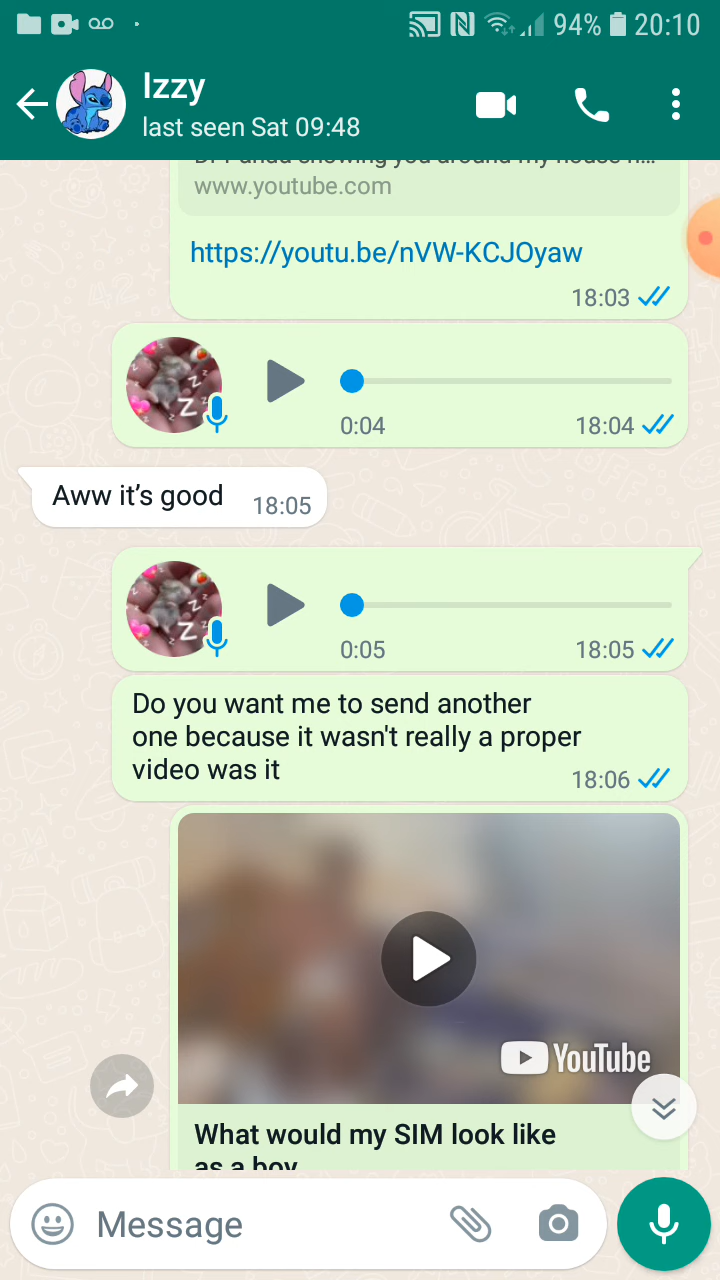 94% 20:10
Izzy
last seen Sat 09:48
www.youtube.com
https://youtu.be/nVW-KCJOyaw
18:03
0:04 18:04
Aww it’s good 18:05
0:05 18:05
Do you want me to send another
one because it wasn't really a proper
video was it 18:06
YouTube
What would my SIM look like
as a boy
Message